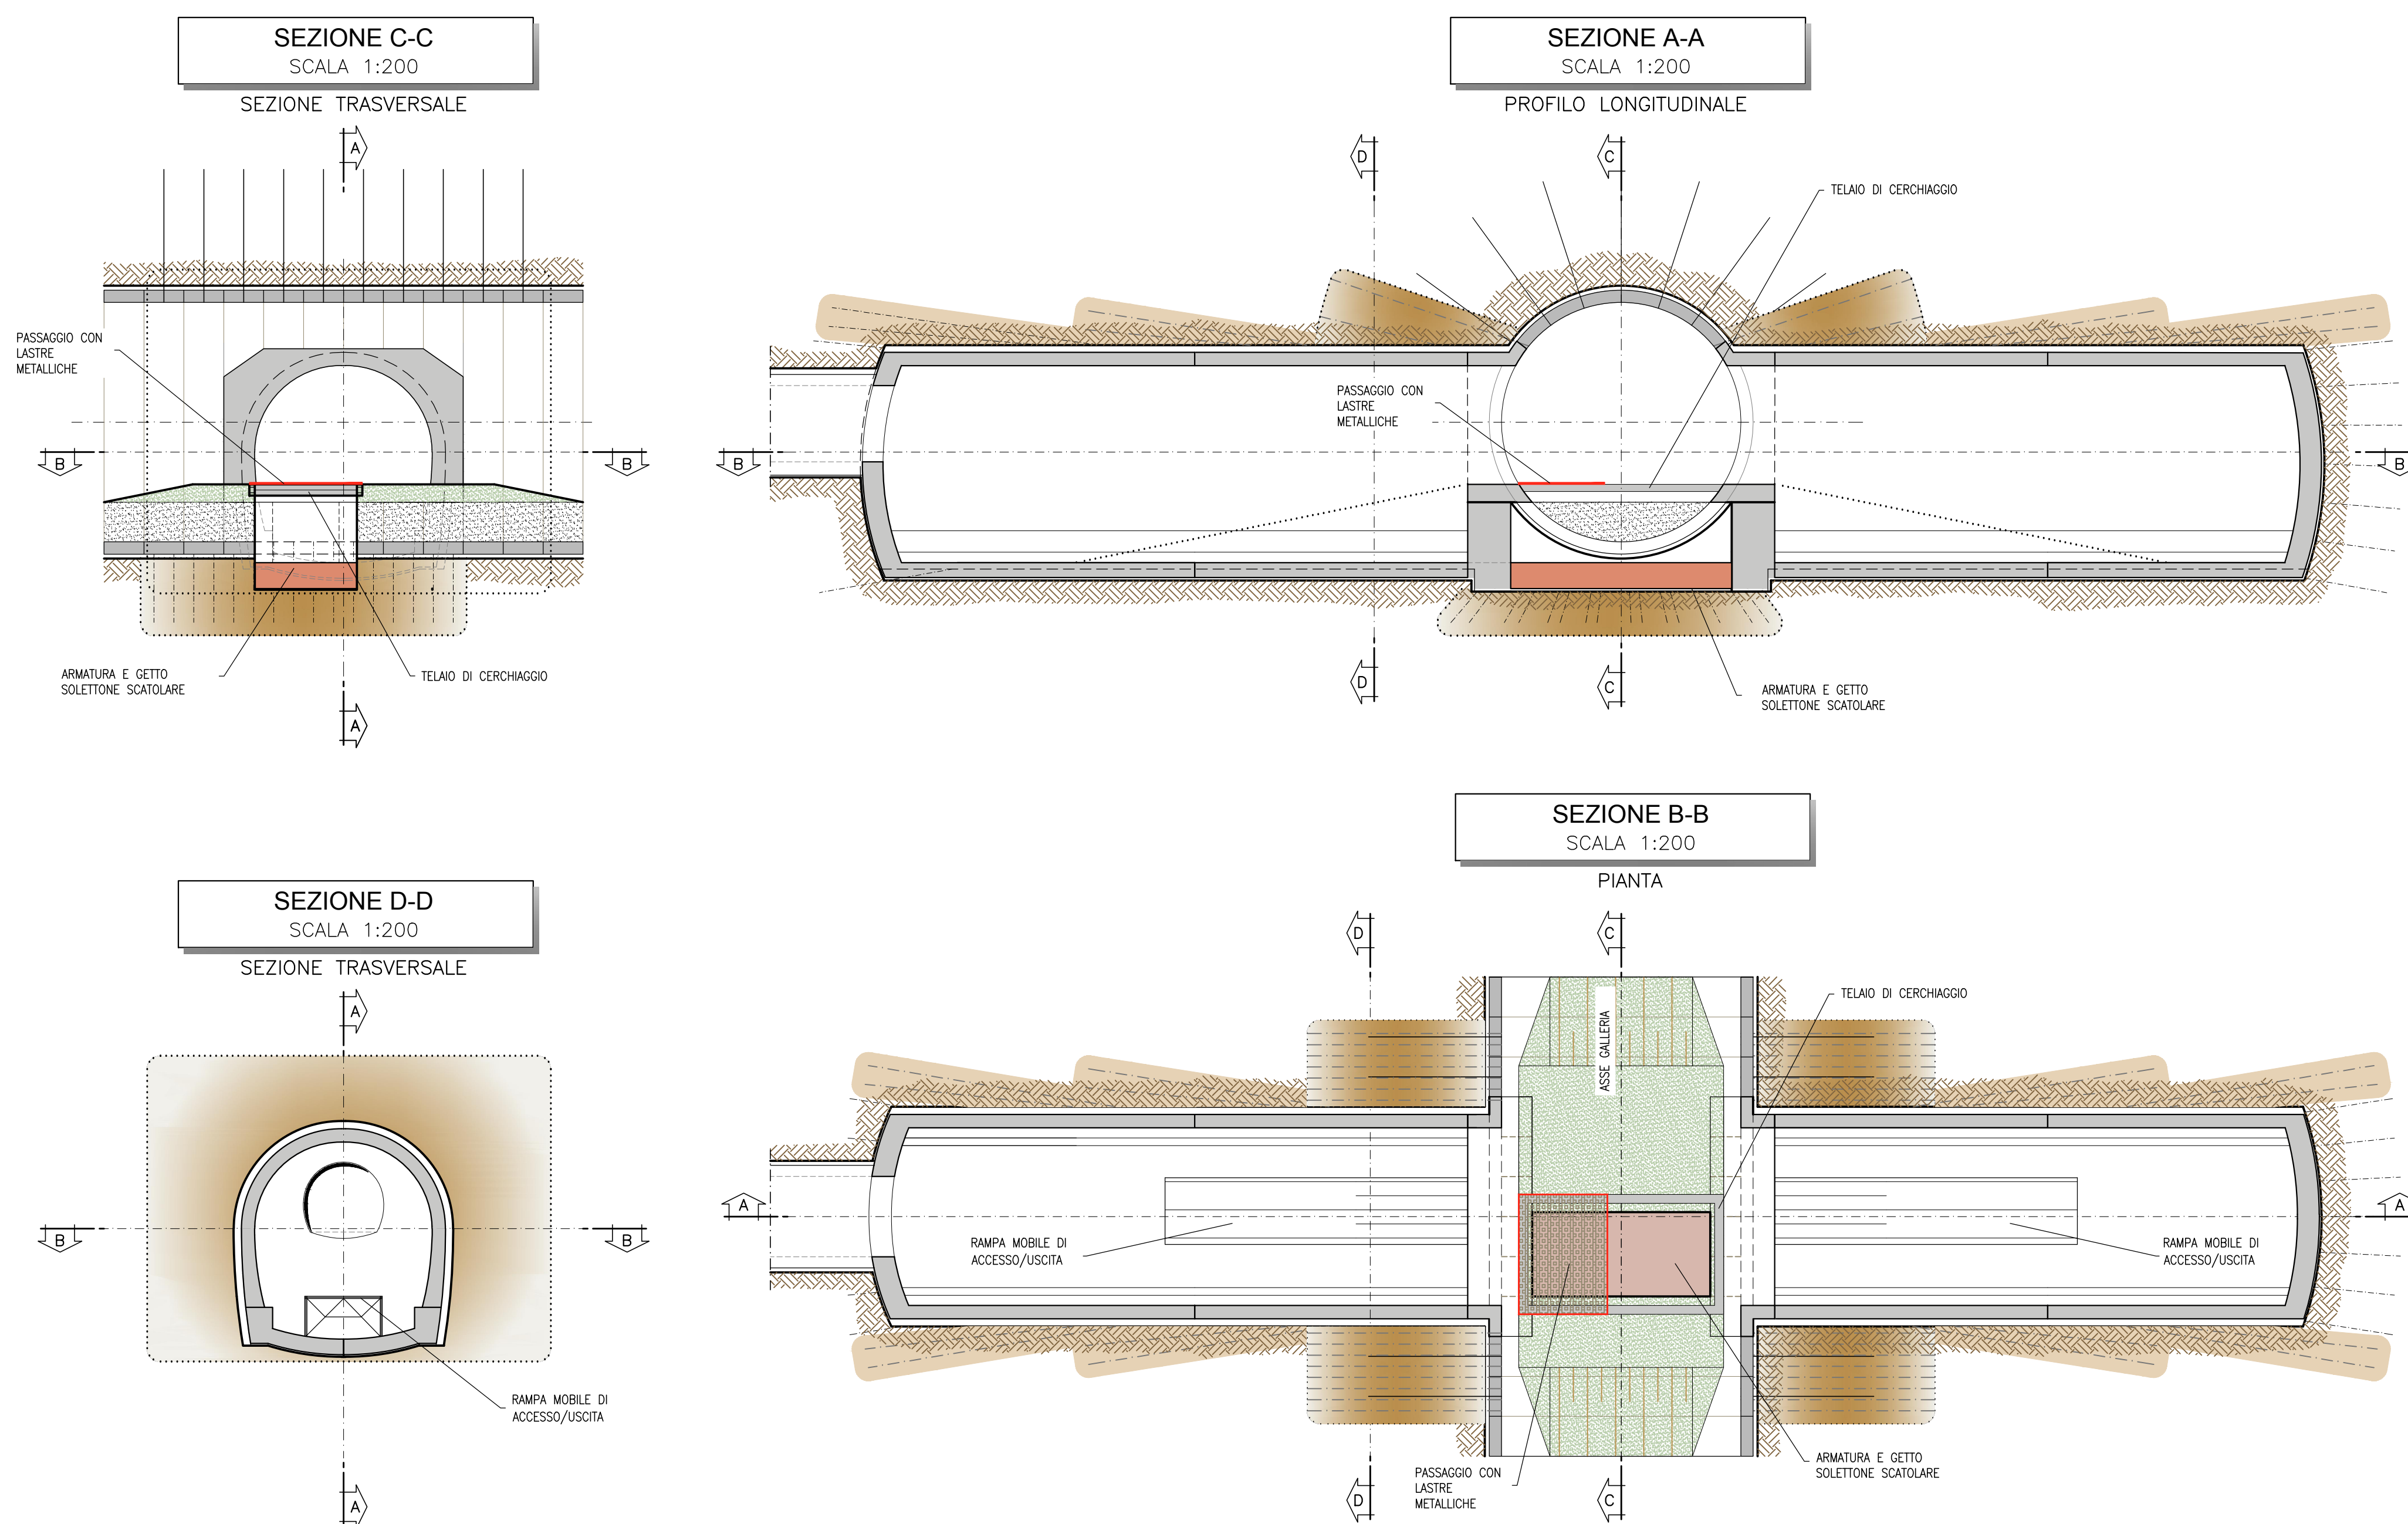 SEZIONE C-C
SCALA 1:200
SEZIONE TRASVERSALE
A
PASSAGGIO CON
LASTRE
METALLICHE
B
B
ARMATURA E GETTO
SOLETTONE SCATOLARE
TELAIO DI CERCHIAGGIO
A
SEZIONE A-A
SCALA 1:200
PROFILO LONGITUDINALE
D
C
TELAIO DI CERCHIAGGIO
PASSAGGIO CON
LASTRE
METALLICHE
B
B
D
C
ARMATURA E GETTO
SOLETTONE SCATOLARE
SEZIONE D-D
SCALA 1:200
SEZIONE TRASVERSALE
A
B
B
RAMPA MOBILE DI
ACCESSO/USCITA
A
SEZIONE B-B
SCALA 1:200
PIANTA
D
C
TELAIO DI CERCHIAGGIO
ASSE GALLERIA
A
A
RAMPA MOBILE DI
ACCESSO/USCITA
RAMPA MOBILE DI
ACCESSO/USCITA
PASSAGGIO CON
LASTRE
METALLICHE
ARMATURA E GETTO
SOLETTONE SCATOLARE
D
C